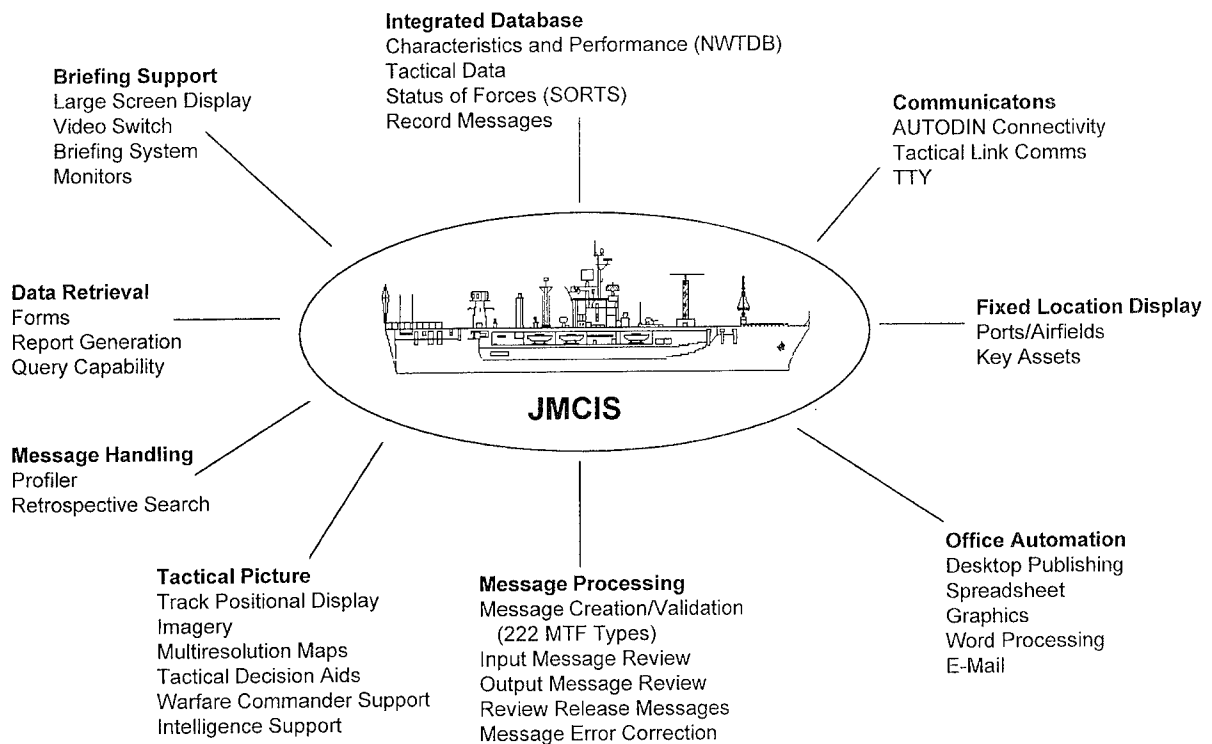 Integrated Database
Characteristics and Performance (NWTDB)
Tactical Data
Status of Forces (SORTS)
Record Messages
Briefing Support
Large Screen Display
Video Switch
Briefing System
Monitors
Communicatons
AUTODIN Connectivity
Tactical Link Comms
TTY
Data Retrieval
Forms
Report Generation
Query Capability
Fixed Location Display
Ports/Airfields
Key Assets
JMCIS
Message Handling
Profiler
Retrospective Search
Office Automation
Desktop Publishing
Spreadsheet
Graphics
Word Processing
E-Mail
Tactical Picture
Track Positional Display
Imagery
Multiresolution Maps
Tactical Decision Aids
Warfare Commander Support
Intelligence Support
Message Processing
Message Creation/Validation
(222 MTF Types)
Input Message Review
Output Message Review
Review Release Messages
Message Error Correction